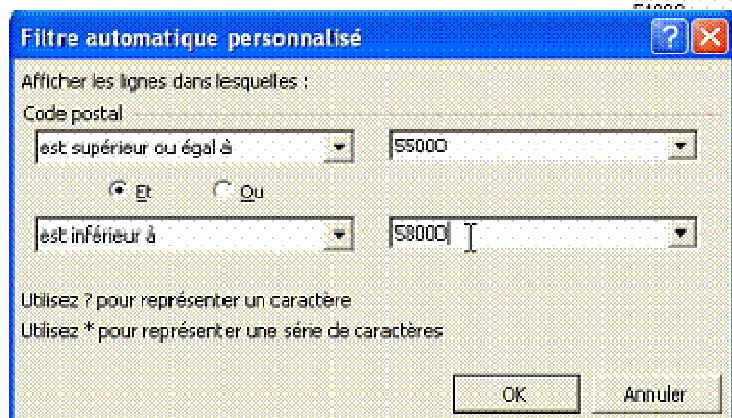 Filtre automatique personnalisé
Afficher les lignes dans lesquelles :
Code postal
est supérieur ou égal à 55000
Et Ou
est inférieur à 58000
Utilisez ? pour représenter un caractère
Utilisez * pour représenter une série de caractères
OK Annuler